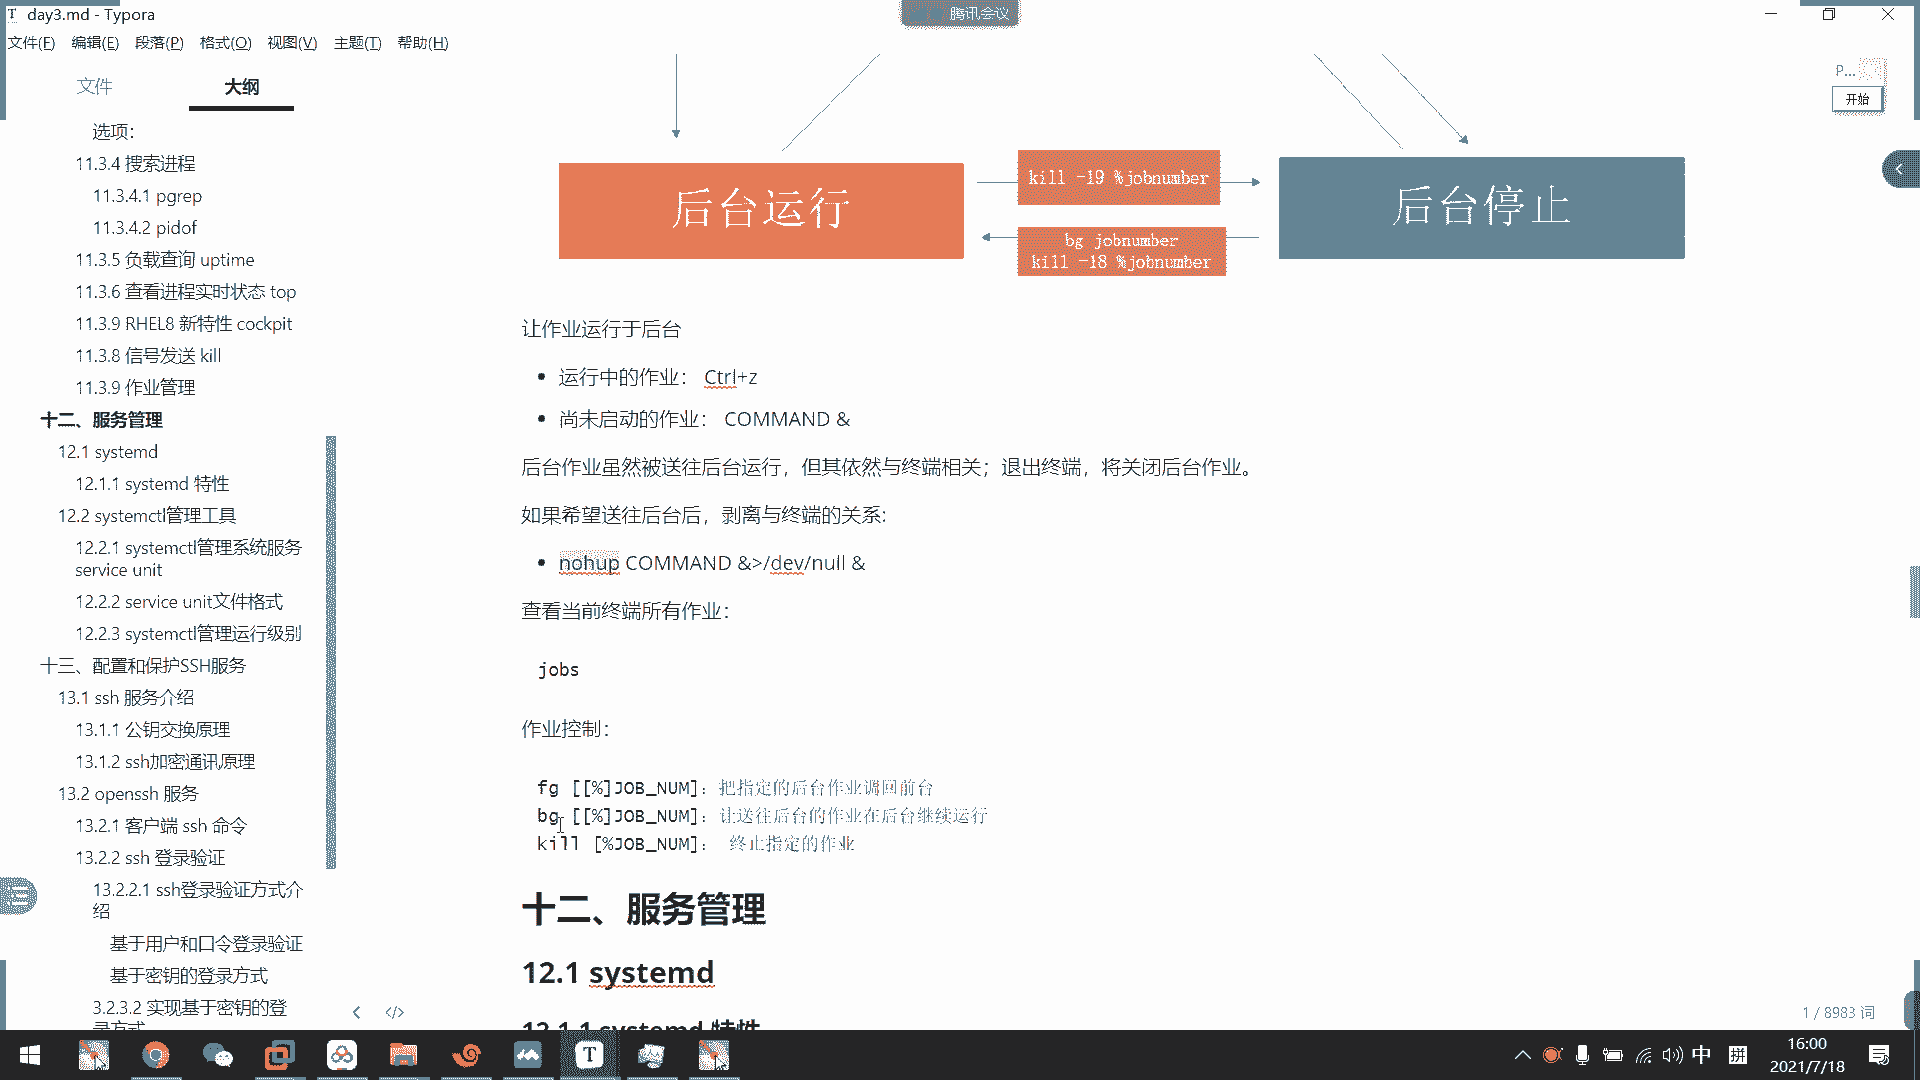 day3.md - Typora
腾讯会议
文件(F) 编辑(E) 段落(P) 格式(O) 视图(V) 主题(T) 帮助(H)
文件 大纲
P...
开始
选项：
11.3.4 搜索进程
11.3.4.1 pgrep
11.3.4.2 pidof
11.3.5 负载查询 uptime
11.3.6 查看进程实时状态 top
11.3.9 RHEL8 新特性 cockpit
11.3.8 信号发送 kill
11.3.9 作业管理
十二、服务管理
12.1 systemd
12.1.1 systemd 特性
12.2 systemctl管理工具
12.2.1 systemctl管理系统服务
service unit
12.2.2 service unit文件格式
12.2.3 systemctl管理运行级别
十三、配置和保护SSH服务
13.1 ssh 服务介绍
13.1.1 公钥交换原理
13.1.2 ssh加密通讯原理
13.2 openssh 服务
13.2.1 客户端 ssh 命令
13.2.2 ssh 登录验证
13.2.2.1 ssh登录验证方式介
绍
基于用户和口令登录验证
基于密钥的登录方式
3.2.3.2 实现基于密钥的登
录方式
后台运行
kill -19 %jobnumber
bg jobnumber
kill -18 %jobnumber
后台停止
让作业运行于后台
运行中的作业： Ctrl+z
尚未启动的作业： COMMAND &
后台作业虽然被送往后台运行，但其依然与终端相关；退出终端，将关闭后台作业。
如果希望送往后台后，剥离与终端的关系:
nohup COMMAND &>/dev/null &
查看当前终端所有作业：
jobs
作业控制：
fg [[%]JOB_NUM]：把指定的后台作业调回前台
bg [[%]JOB_NUM]：让送往后台的作业在后台继续运行
kill [%JOB_NUM]： 终止指定的作业
十二、服务管理
12.1 systemd
12.1.1 systemd 特性
1 / 8983 词
中 拼
16:00
2021/7/18